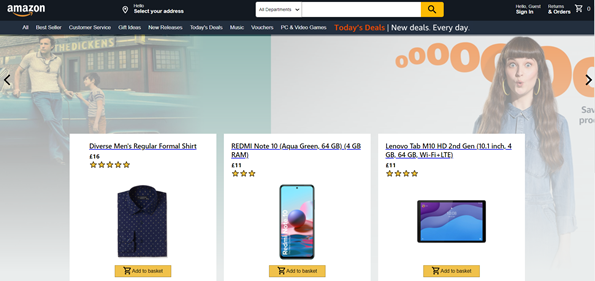 amazon
Hello
Select your address
All Departments
Hello, Guest
Sign In
Returns
& Orders
0
All Best Seller Customer Service Gift Ideas New Releases Today's Deals Music Vouchers PC & Video Games Today's Deals | New deals. Every day.
THE DICKENS
oooooooo
Sav
pro
Diverse Men's Regular Formal Shirt
£16
Add to basket
REDMI Note 10 (Aqua Green, 64 GB) (4 GB
RAM)
£11
Redmi Note 10
Add to basket
Lenovo Tab M10 HD 2nd Gen (10.1 inch, 4
GB, 64 GB, Wi-Fi+LTE)
£11
Add to basket